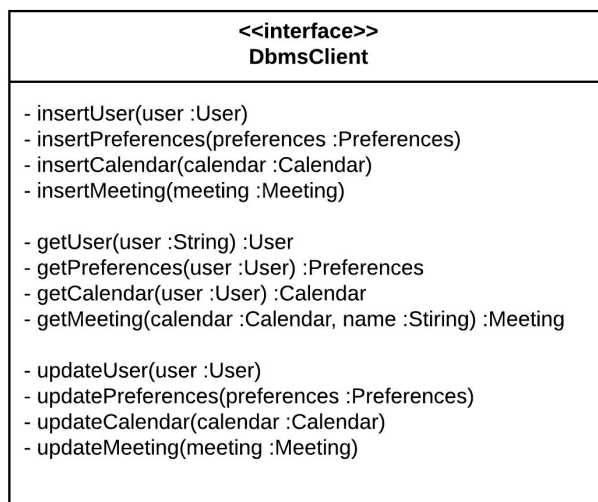 <<interface>>
DbmsClient
- insertUser(user :User)
- insertPreferences(preferences :Preferences)
- insertCalendar(calendar :Calendar)
- insertMeeting(meeting :Meeting)
- getUser(user :String) :User
- getPreferences(user :User) :Preferences
- getCalendar(user :User) :Calendar
- getMeeting(calendar :Calendar, name :Stiring) :Meeting
- updateUser(user :User)
- updatePreferences(preferences :Preferences)
- updateCalendar(calendar :Calendar)
- updateMeeting(meeting :Meeting)